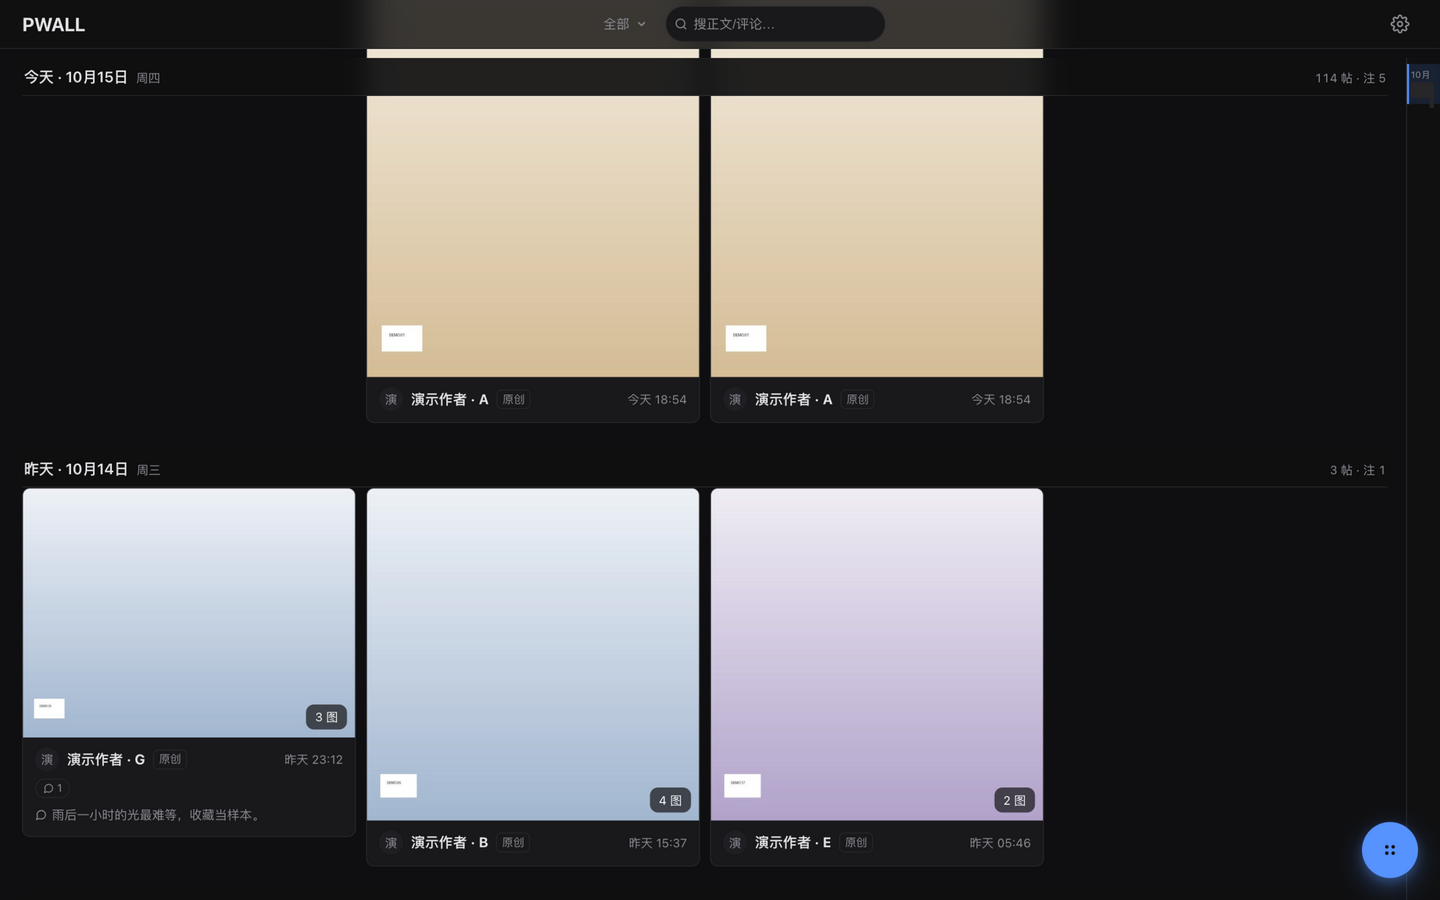 PWALL
全部
搜正文/评论...
今天 · 10月15日 周四
114 帖 · 注 5
10月
演 演示作者 · A 原创 今天 18:54
演 演示作者 · A 原创 今天 18:54
昨天 · 10月14日 周三
3 帖 · 注 1
3 图
演 演示作者 · G 原创 昨天 23:12
1
雨后一小时的光最难等，收藏当样本。
4 图
演 演示作者 · B 原创 昨天 15:37
2 图
演 演示作者 · E 原创 昨天 05:46